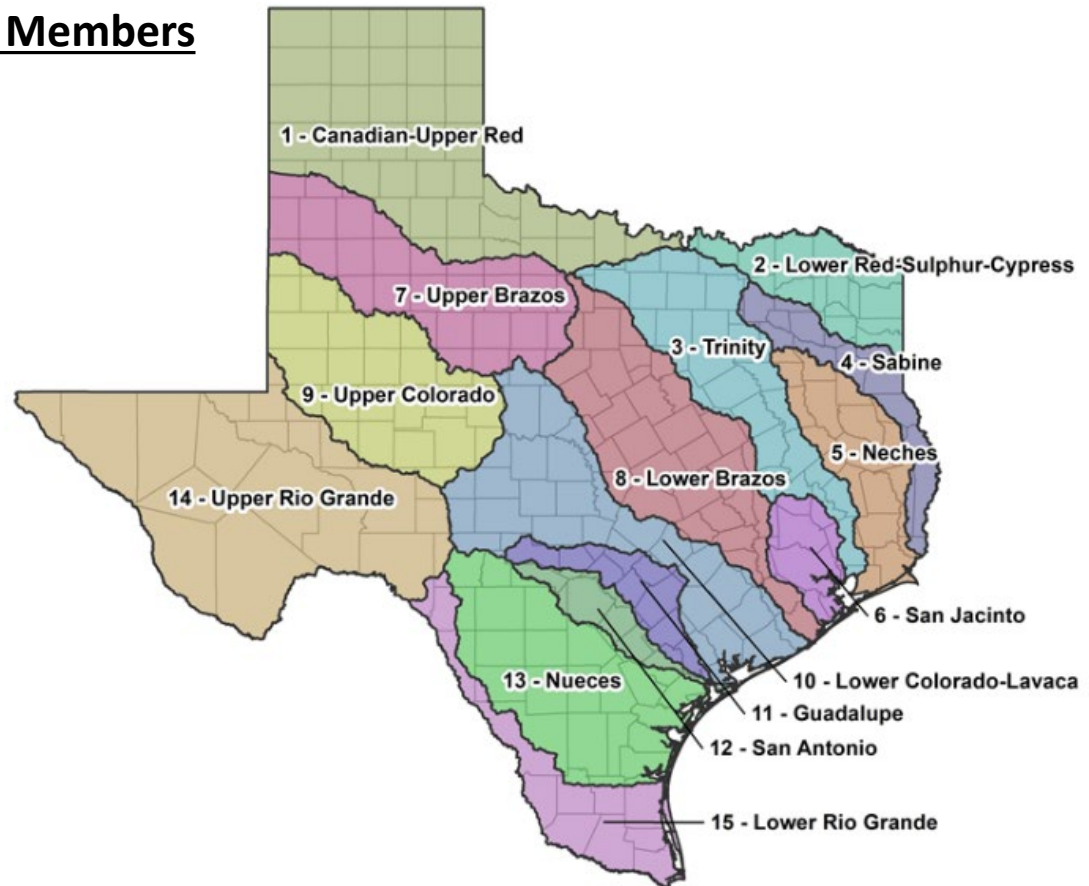 Members
1 - Canadian-Upper Red
2 - Lower Red-Sulphur-Cypress
7 - Upper Brazos
3 - Trinity
4 - Sabine
9 - Upper Colorado
5 - Neches
8 - Lower Brazos
14 - Upper Rio Grande
6 - San Jacinto
13 - Nueces
10 - Lower Colorado-Lavaca
11 - Guadalupe
12 - San Antonio
15 - Lower Rio Grande